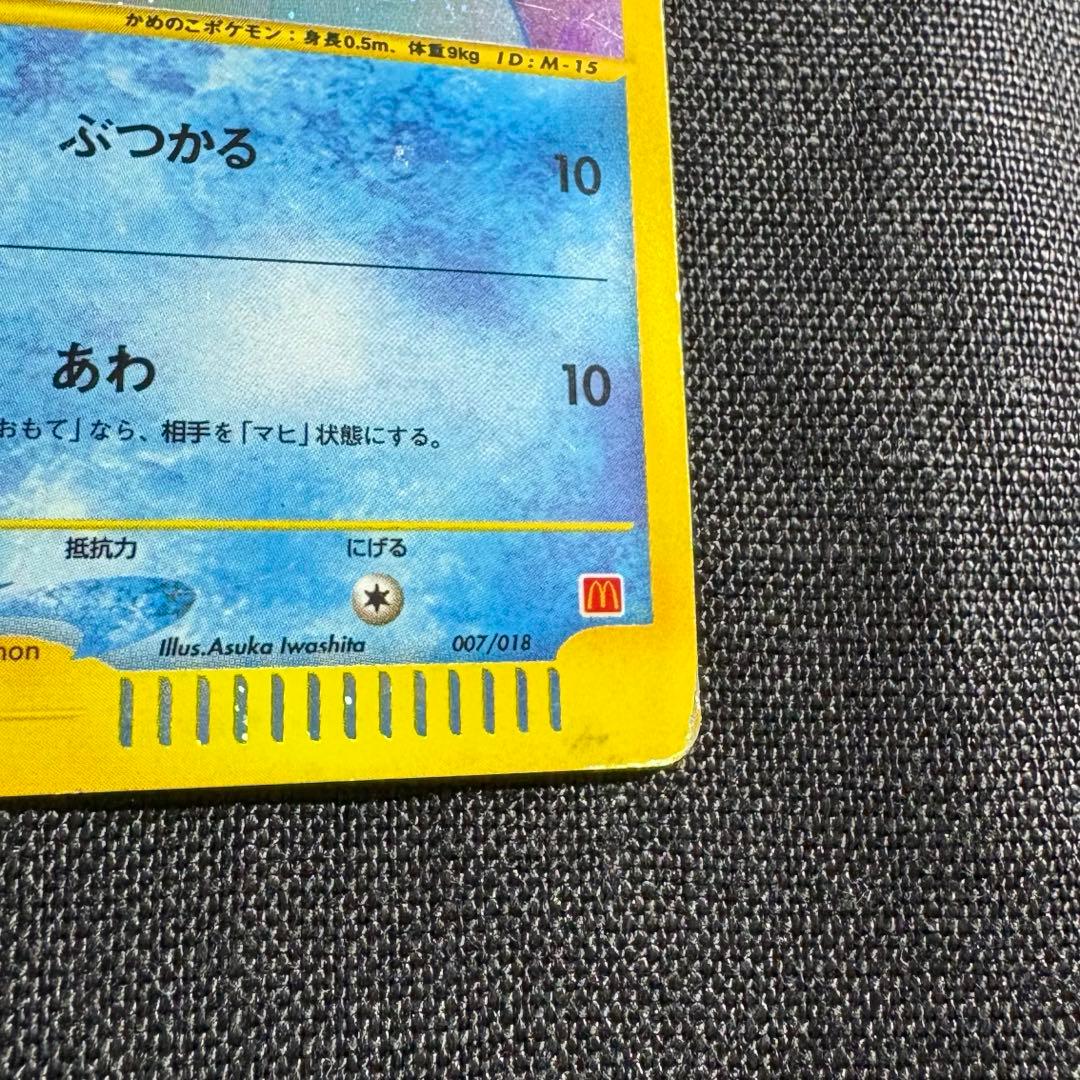 かめのこポケモン：身長0.5m、体重9kg ID:M-15
ぶつかる 10
あわ 10
おもて」なら、相手を「マヒ」状態にする。
抵抗力 にげる
Illus.Asuka Iwashita 007/018
mon